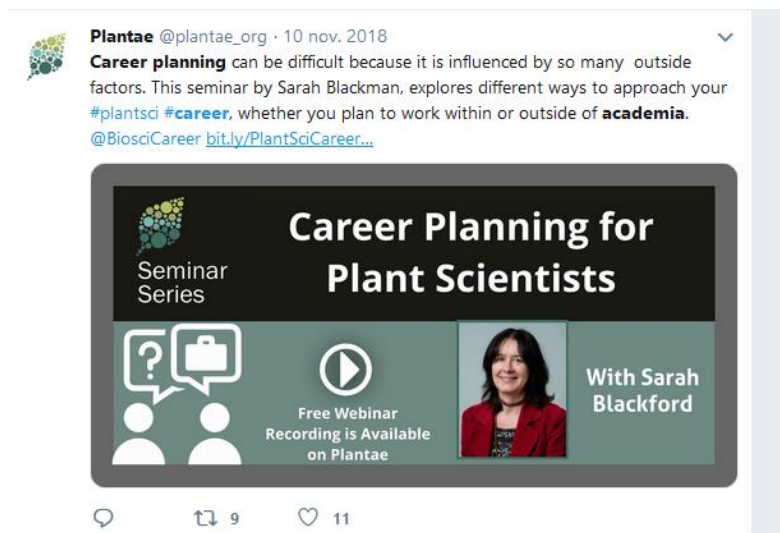 Plantae @plantae_org · 10 nov. 2018
Career planning can be difficult because it is influenced by so many outside
factors. This seminar by Sarah Blackman, explores different ways to approach your
#plantsci #career, whether you plan to work within or outside of academia.
@BiosciCareer bit.ly/PlantSciCareer...
Seminar
Series
Career Planning for
Plant Scientists
?
Free Webinar
Recording is Available
on Plantae
With Sarah
Blackford
9 11